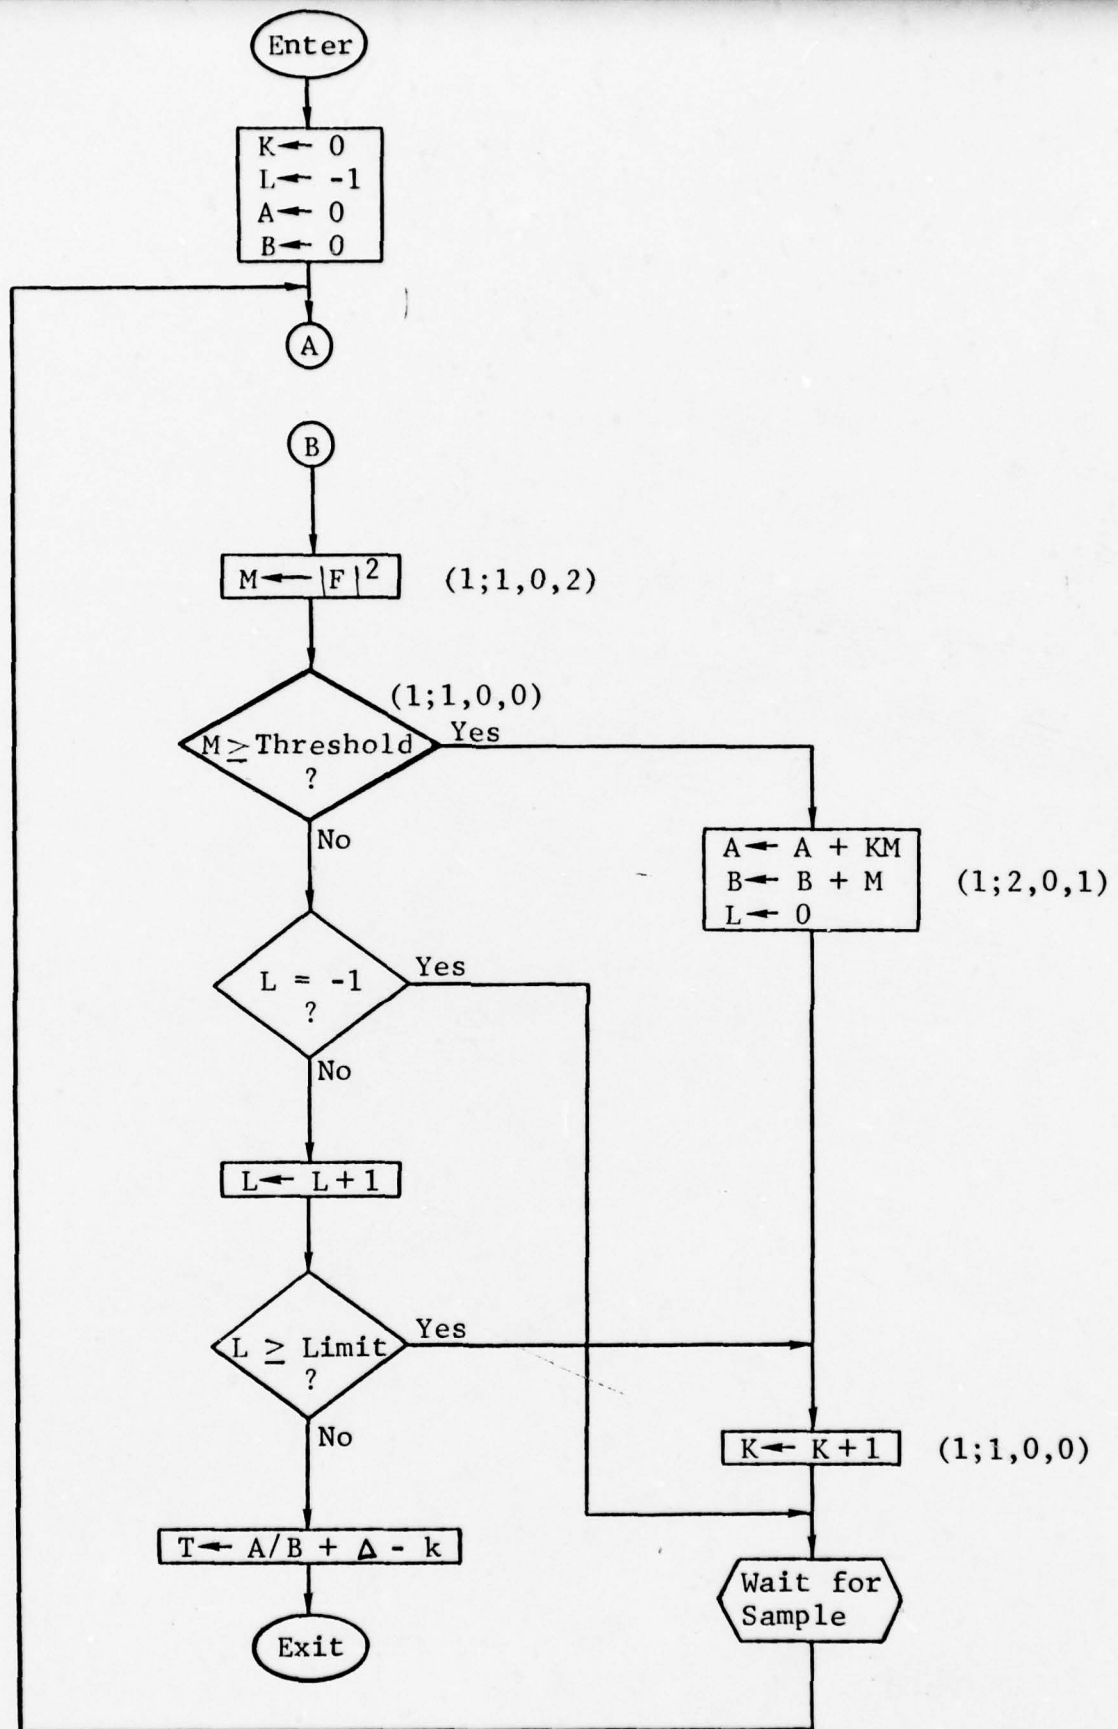 Enter
K← 0
L← -1
A← 0
B← 0
A
B
M← |F|²
(1;1,0,2)
(1;1,0,0)
M ≥ Threshold
?
Yes
No
A← A + KM
B← B + M
L← 0
(1;2,0,1)
L = -1
?
Yes
No
L← L+1
L ≥ Limit
?
Yes
No
K← K+1
(1;1,0,0)
T← A/B + Δ - k
Wait for
Sample
Exit